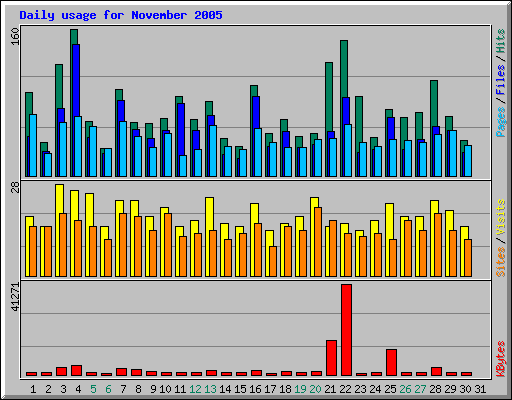 Daily usage for November 2005
160
Pages / Files / Hits
28
Sites / Visits
41271
KBytes
1 2 3 4 5 6 7 8 9 10 11 12 13 14 15 16 17 18 19 20 21 22 23 24 25 26 27 28 29 30 31